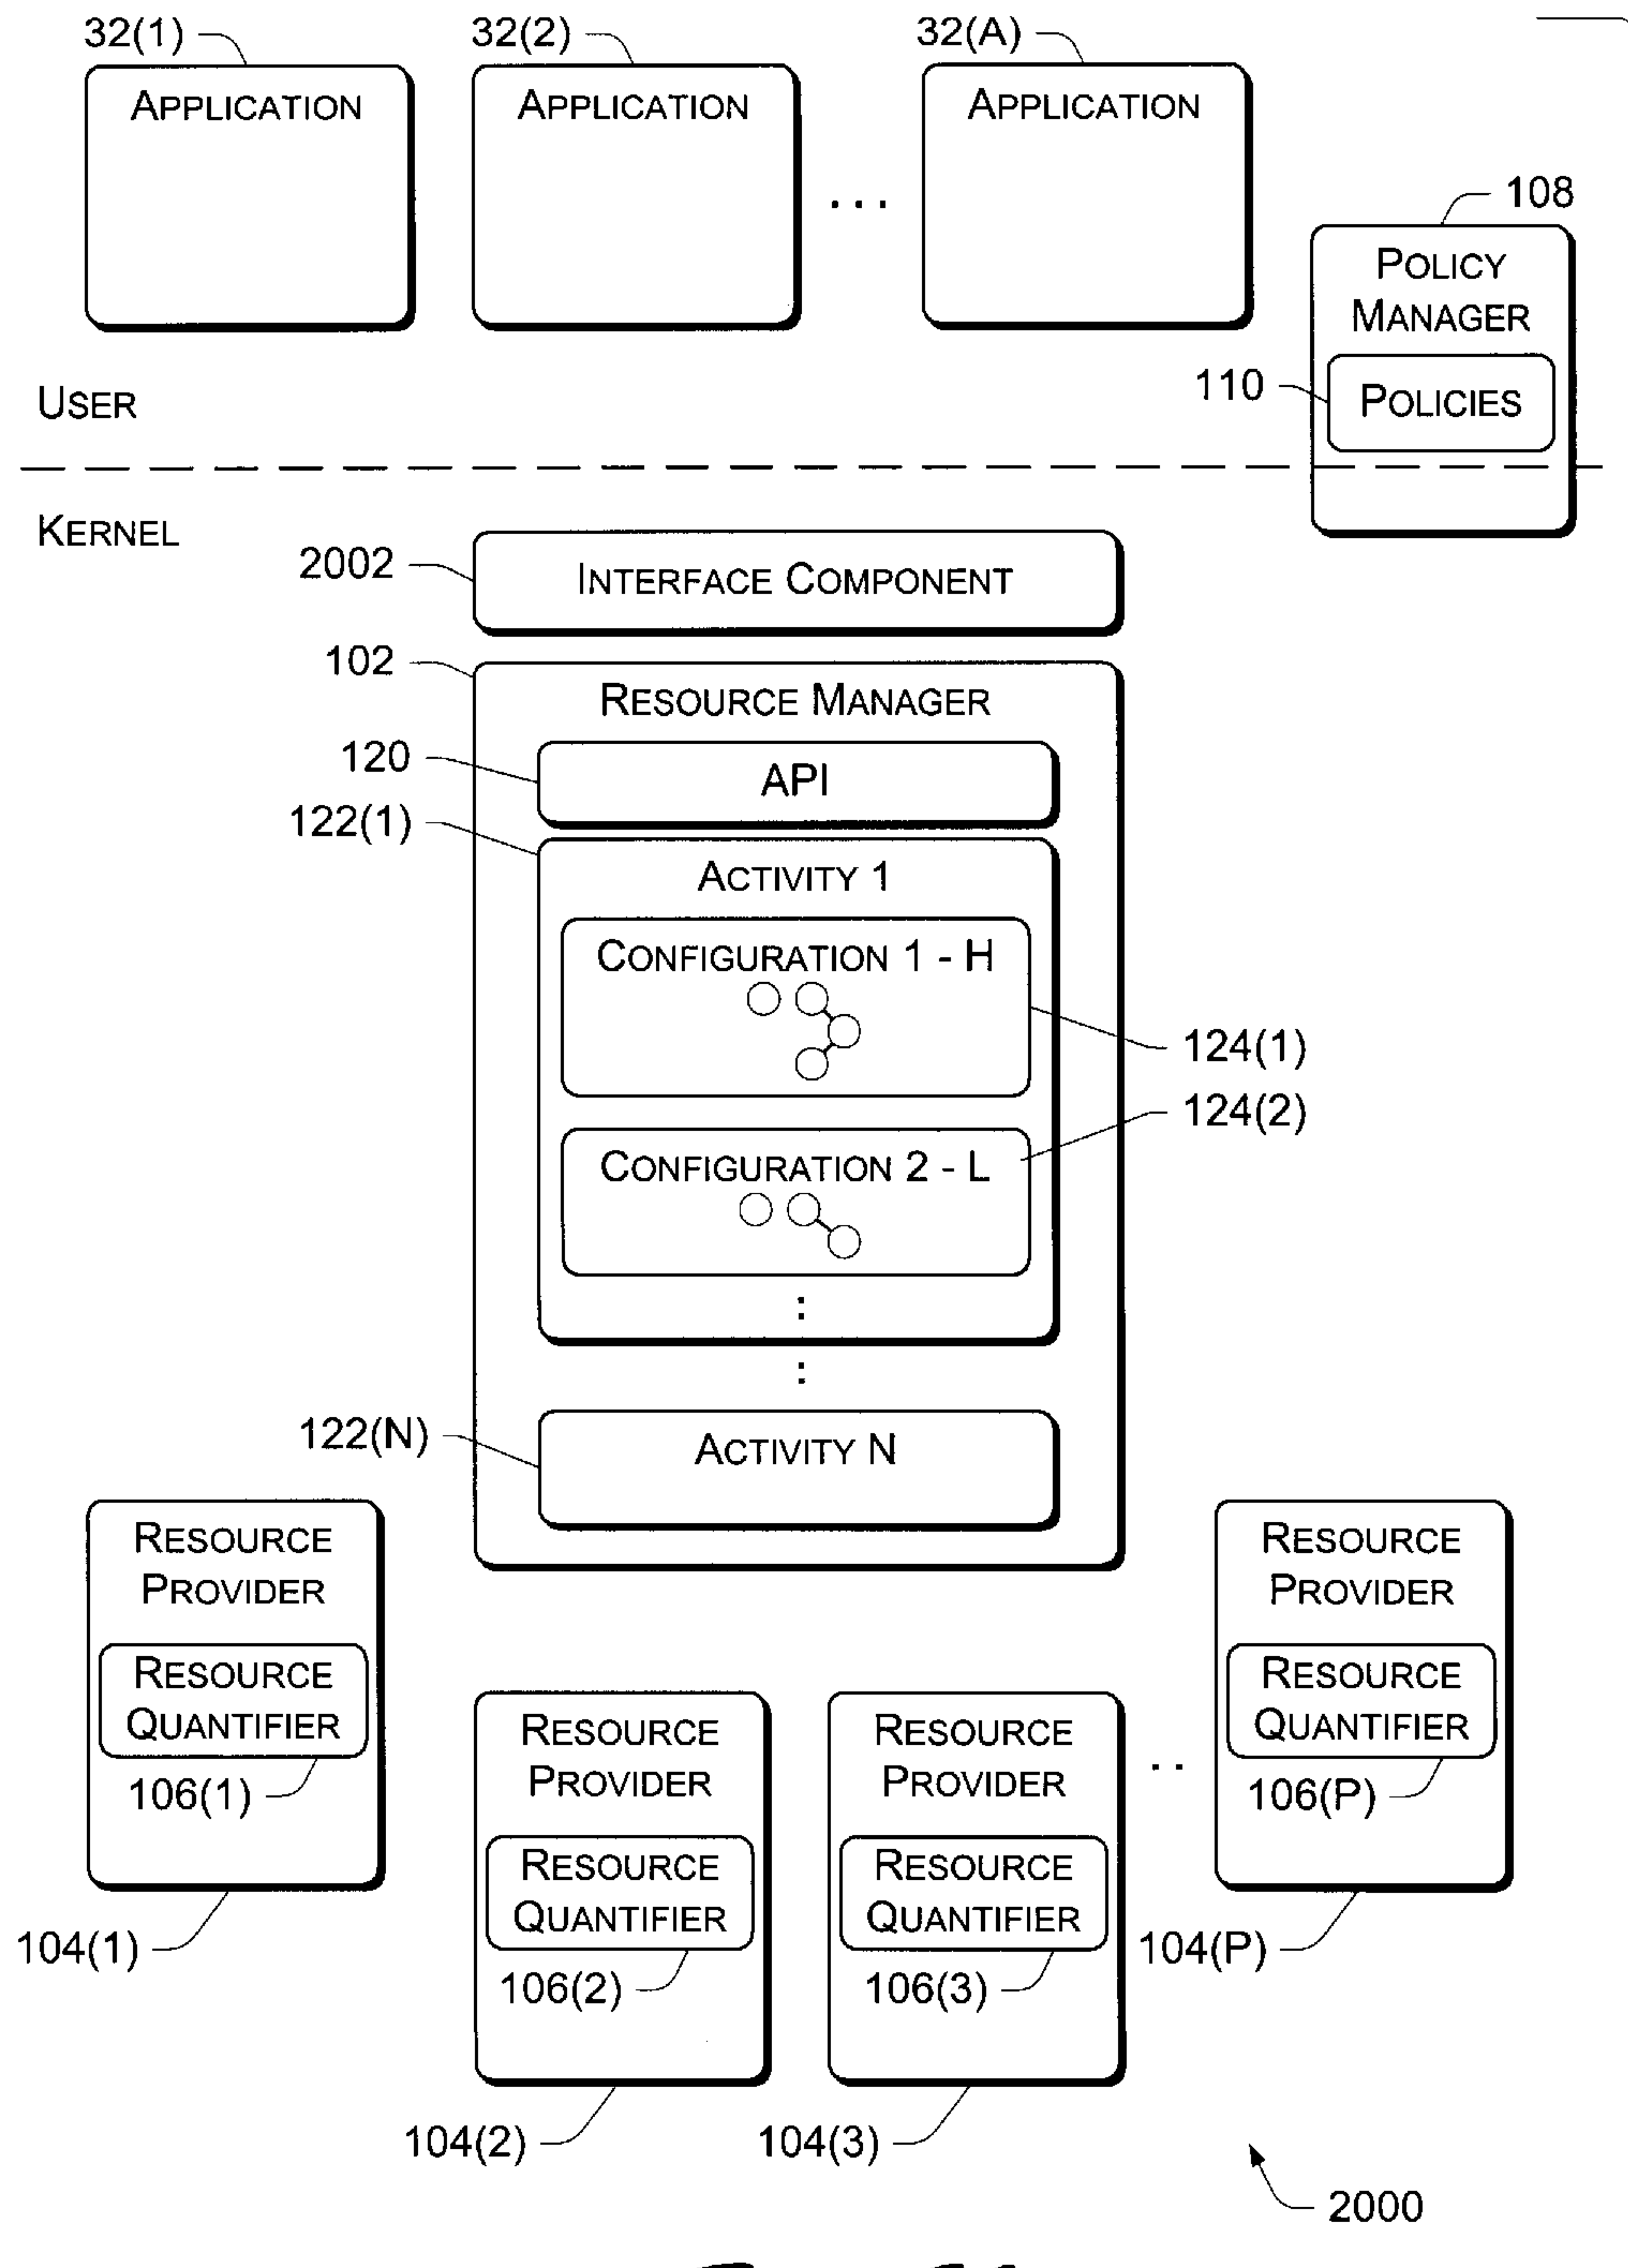 32(1)
32(2)
32(A)
APPLICATION
APPLICATION
APPLICATION
...
108
POLICY
MANAGER
110
POLICIES
USER
KERNEL
2002
INTERFACE COMPONENT
102
RESOURCE MANAGER
120
API
122(1)
ACTIVITY 1
CONFIGURATION 1 - H
124(1)
124(2)
CONFIGURATION 2 - L
:
:
122(N)
ACTIVITY N
RESOURCE
PROVIDER
RESOURCE
QUANTIFIER
106(1)
104(1)
RESOURCE
PROVIDER
RESOURCE
QUANTIFIER
106(2)
104(2)
RESOURCE
PROVIDER
RESOURCE
QUANTIFIER
106(3)
104(3)
..
RESOURCE
PROVIDER
RESOURCE
QUANTIFIER
106(P)
104(P)
2000